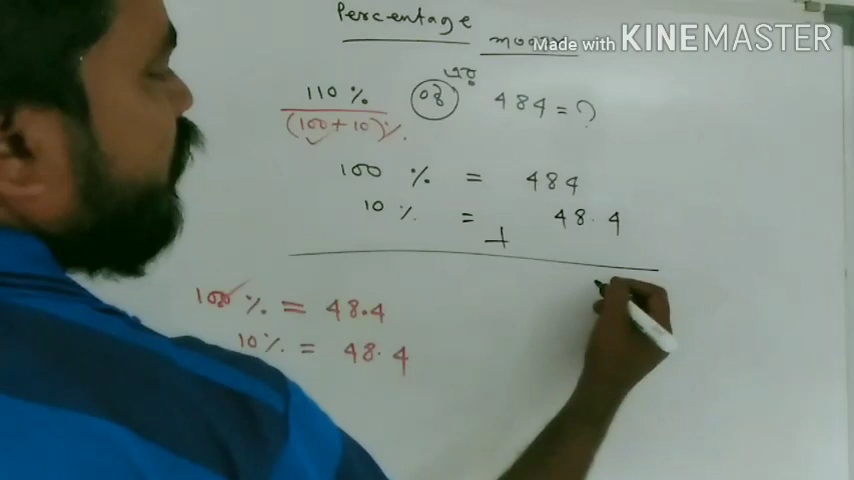 Percentage
Made with KINEMASTER
110 % 484 = ?
(100 + 10) %.
100 % = 484
10 % = 48.4
+
100 % = 48.4
10 % = 48.4